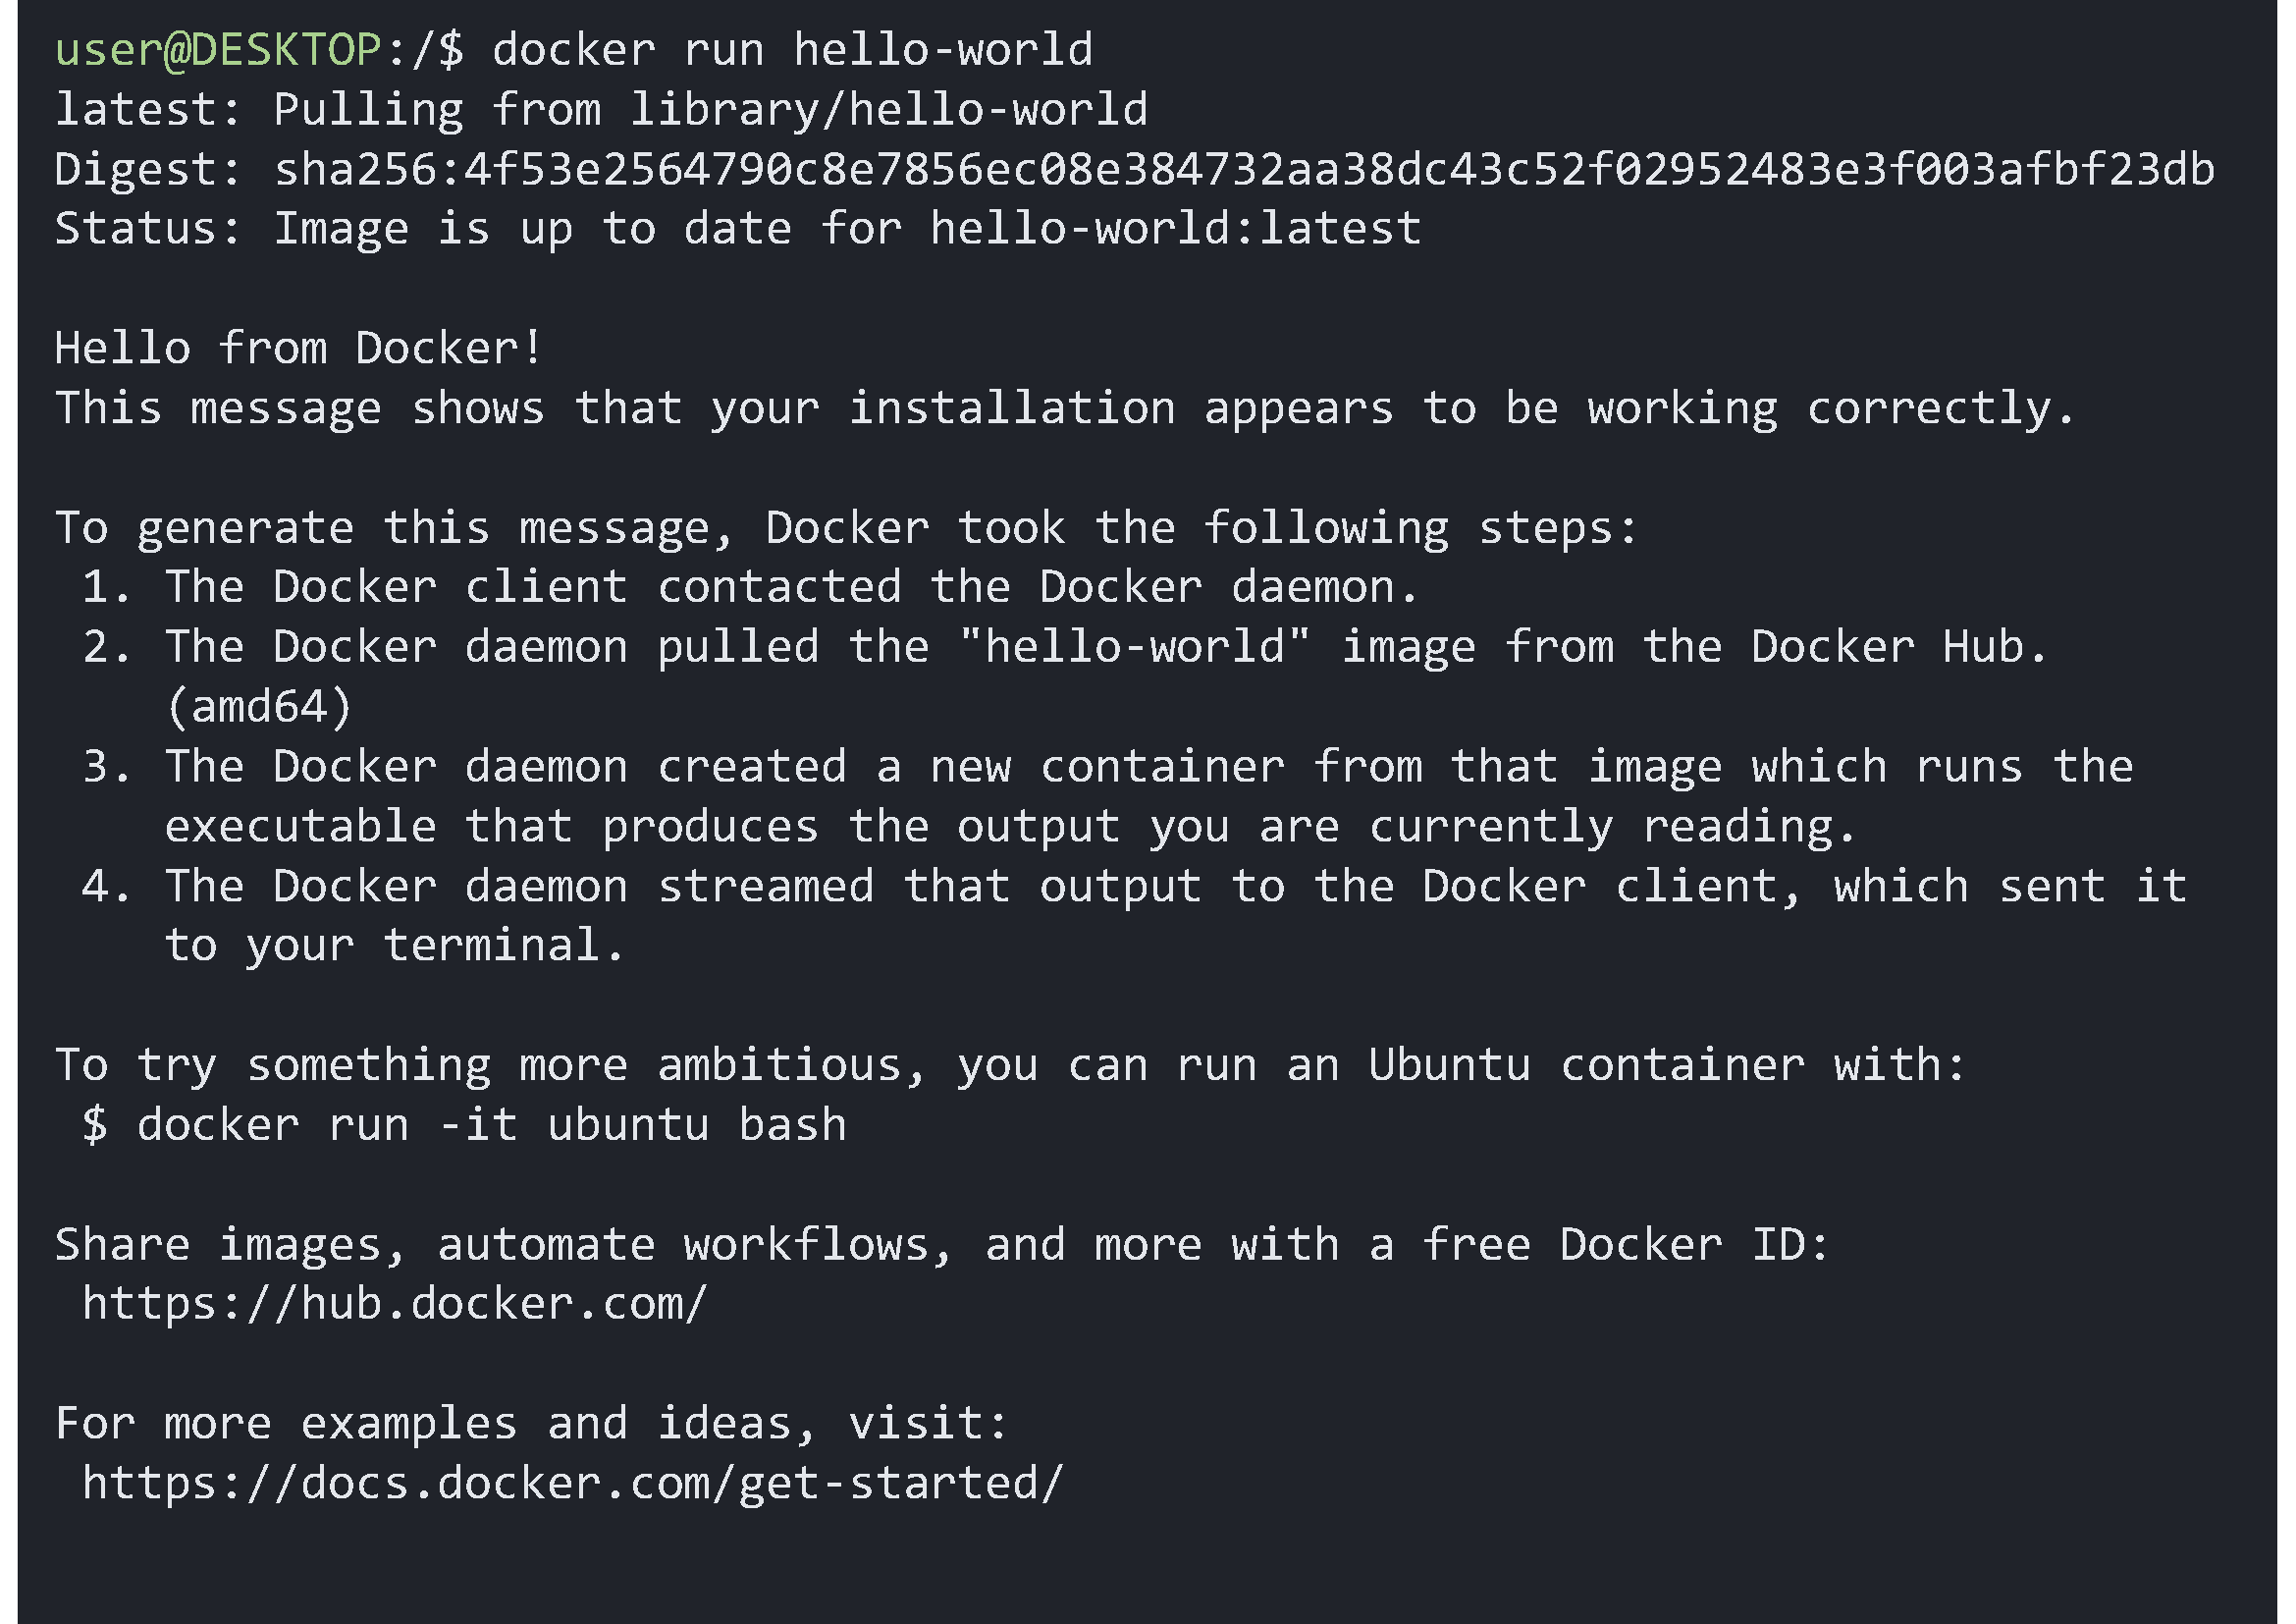 user@DESKTOP:/$ docker run hello-world
latest: Pulling from library/hello-world
Digest: sha256:4f53e2564790c8e7856ec08e384732aa38dc43c52f02952483e3f003afbf23db
Status: Image is up to date for hello-world:latest

Hello from Docker!
This message shows that your installation appears to be working correctly.

To generate this message, Docker took the following steps:
 1. The Docker client contacted the Docker daemon.
 2. The Docker daemon pulled the "hello-world" image from the Docker Hub.
    (amd64)
 3. The Docker daemon created a new container from that image which runs the
    executable that produces the output you are currently reading.
 4. The Docker daemon streamed that output to the Docker client, which sent it
    to your terminal.

To try something more ambitious, you can run an Ubuntu container with:
 $ docker run -it ubuntu bash

Share images, automate workflows, and more with a free Docker ID:
 https://hub.docker.com/

For more examples and ideas, visit:
 https://docs.docker.com/get-started/